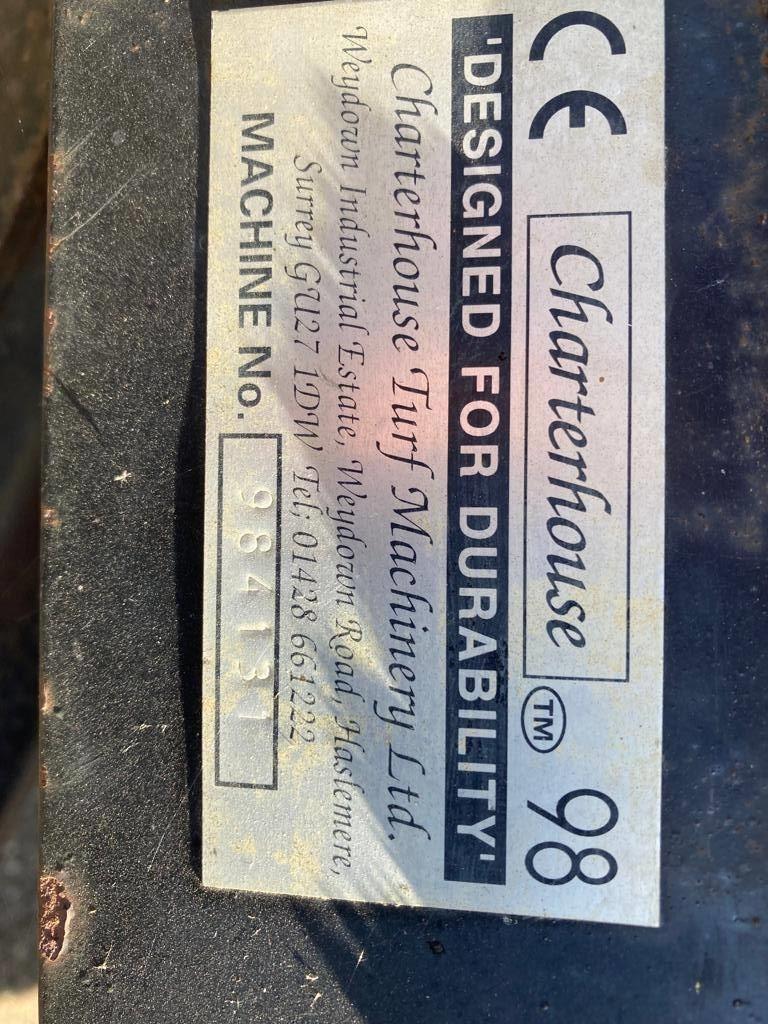 CE Charterhouse TM 98
'DESIGNED FOR DURABILITY'
Charterhouse Turf Machinery Ltd.
Weydown Industrial Estate, Weydown Road, Haslemere,
Surrey GU27 1DW Tel; 01428 661222
MACHINE No. 984131